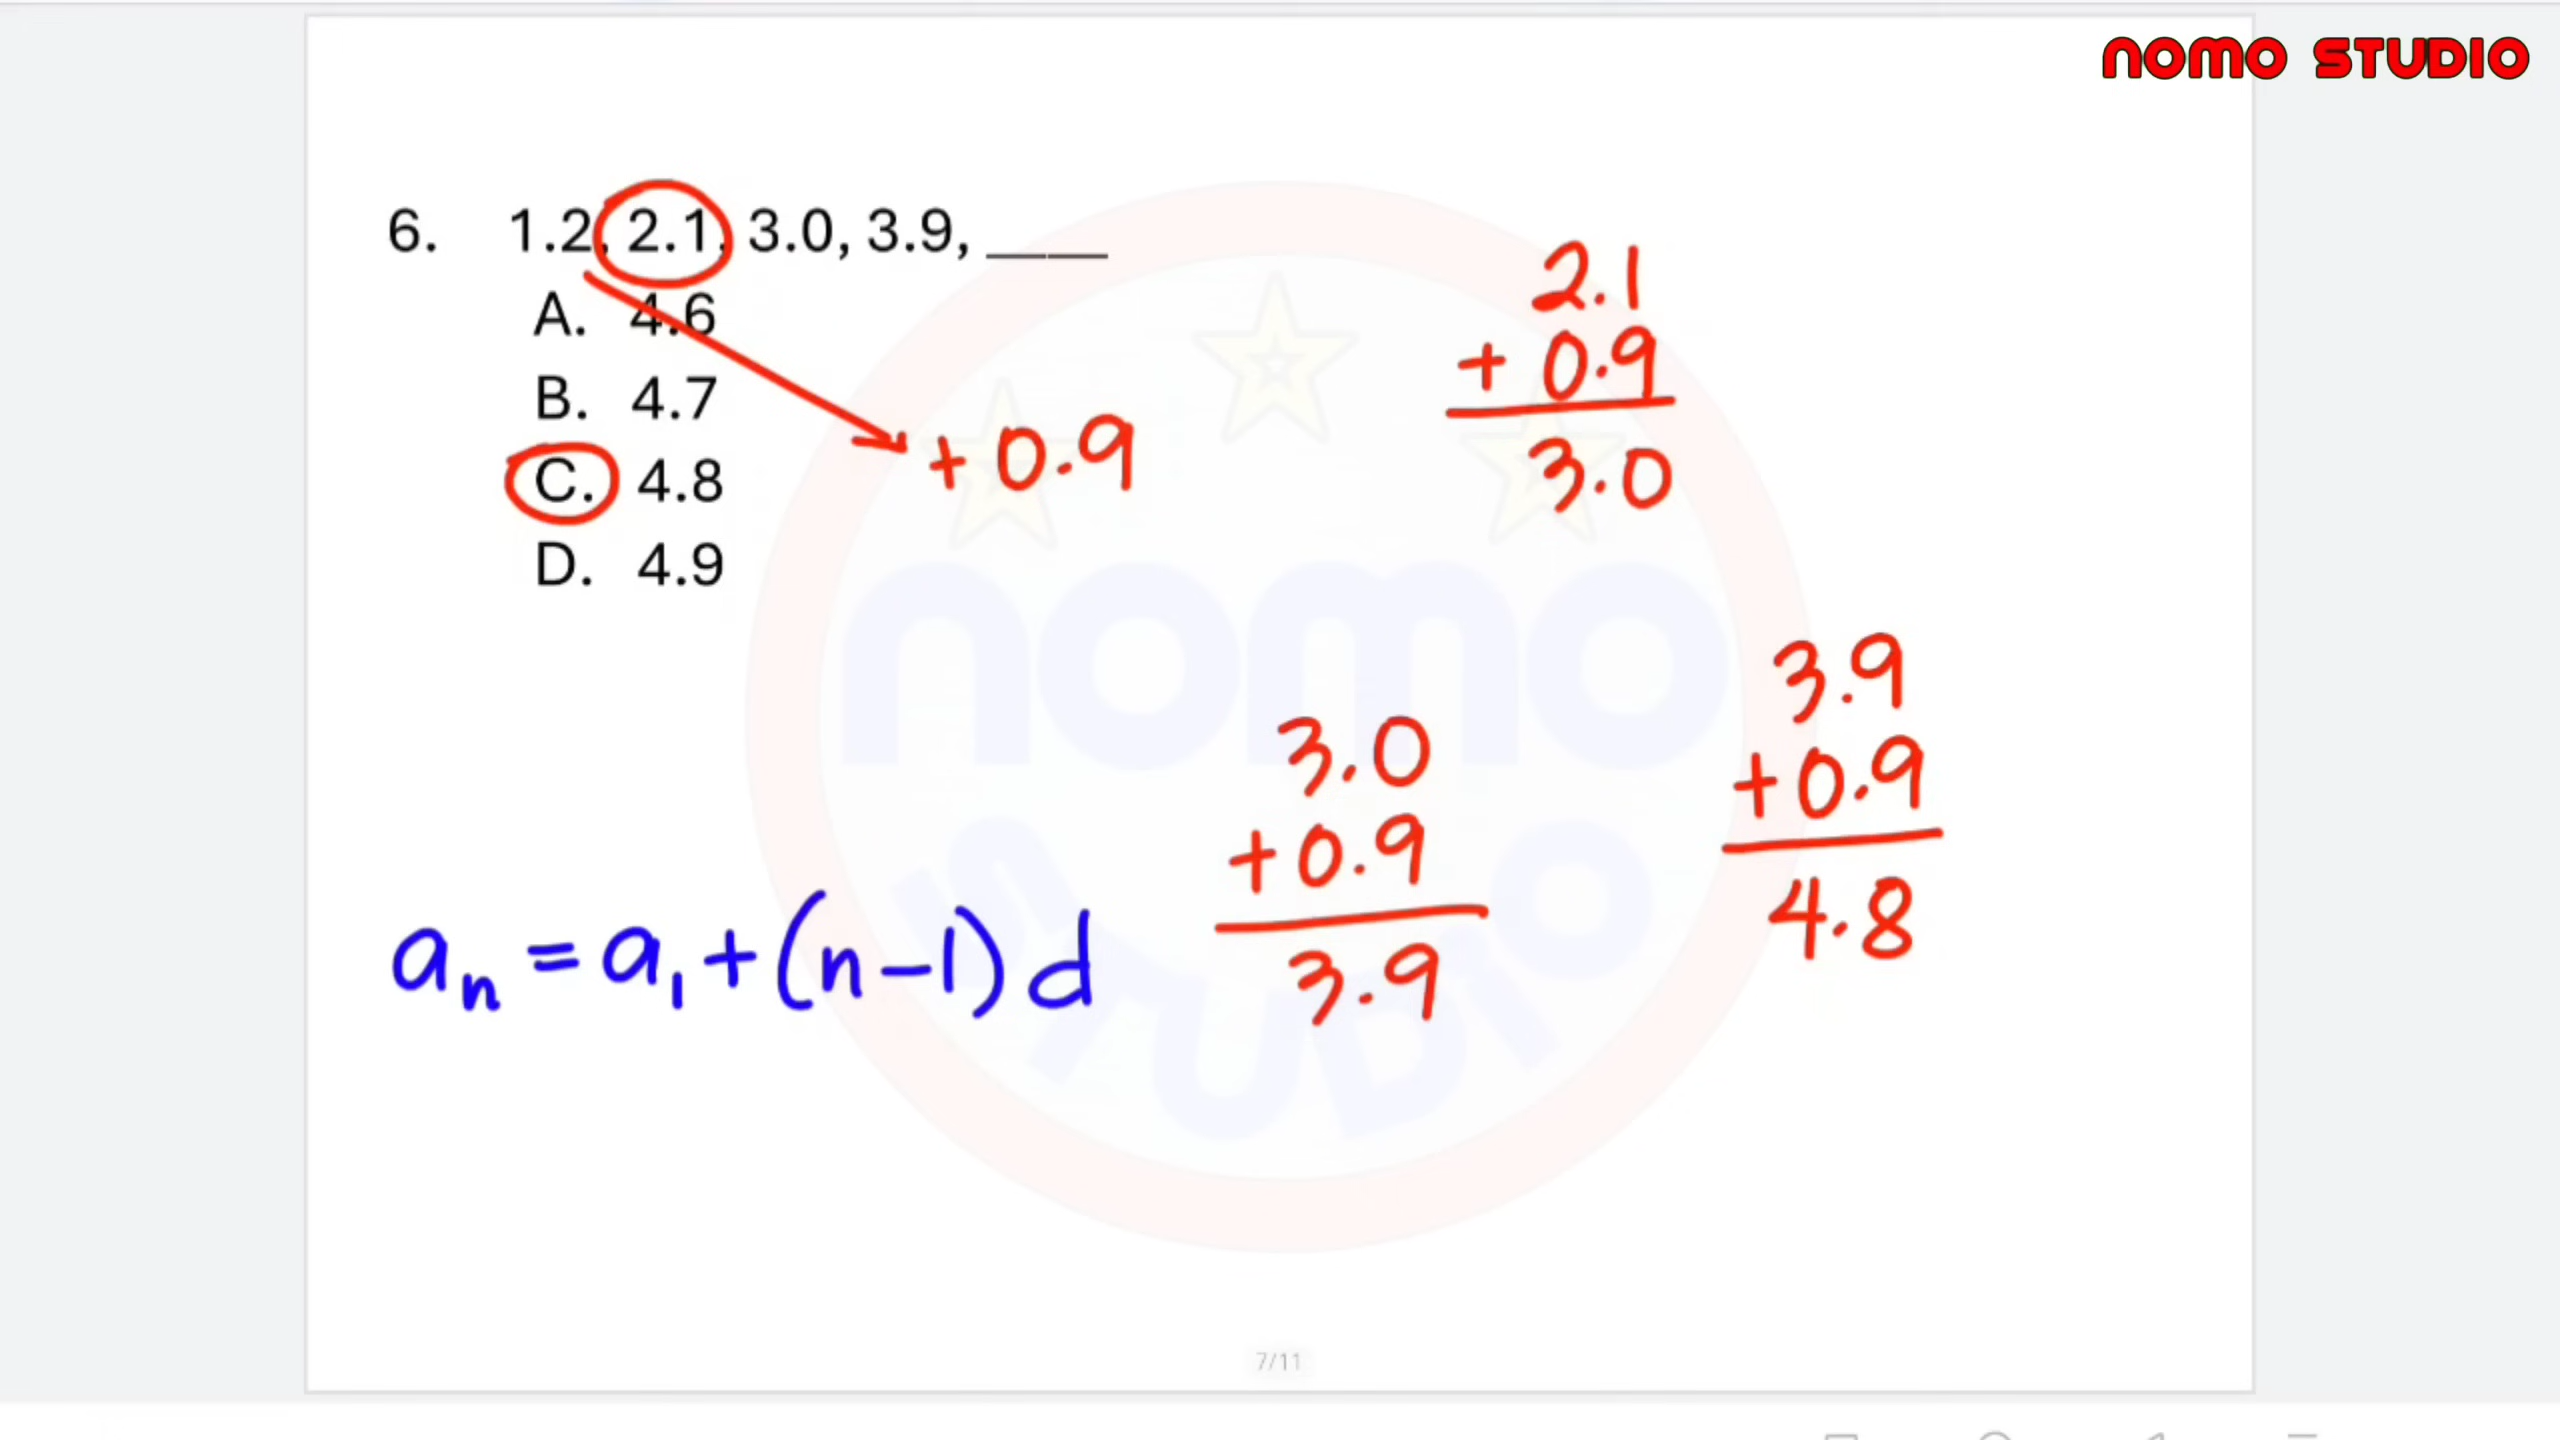 NOMO STUDIO
6. 1.2, 2.1, 3.0, 3.9, ____
A. 4.6
B. 4.7
C. 4.8
D. 4.9
+ 0.9
2.1
+ 0.9
3.0
3.0
+0.9
3.9
3.9
+0.9
4.8
aₙ = a₁ + (n-1)d
nomo
STUDIO
7/11